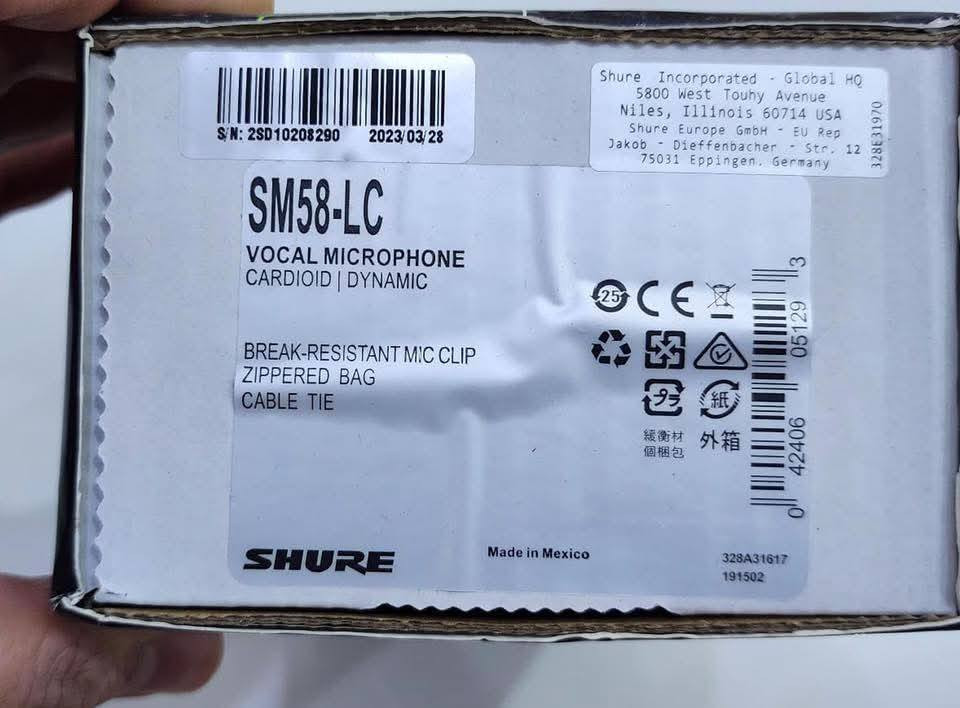 S/N: 2SD10208290 2023/03/28
Shure Incorporated - Global HQ
5800 West Touhy Avenue
Niles, Illinois 60714 USA
Shure Europe GmbH - EU Rep
Jakob - Dieffenbacher - Str. 12
75031 Eppingen, Germany
328E31970
SM58-LC
VOCAL MICROPHONE
CARDIOID | DYNAMIC
BREAK-RESISTANT MIC CLIP
ZIPPERED BAG
CABLE TIE
25 CE
プラ 紙
緩衝材 外箱
個梱包
0 42406 05129 3
SHURE
Made in Mexico
328A31617
191502